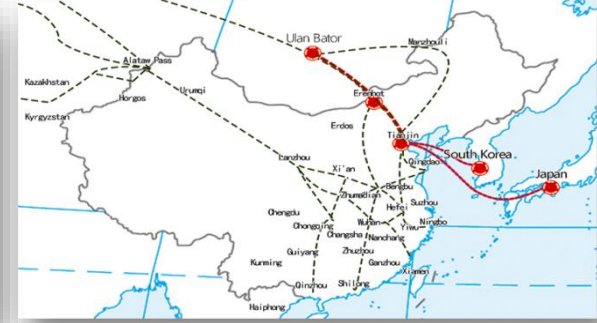 Ulan Bator
Manzhouli
Alataw Pass
Kazakhstan
Horgos
Urumqi
Erenhot
Kyrgyzstan
Erdos
Tianjin
Lanzhou
Qingdao
South Korea
Xi'an
Japan
Zhumadian
Bengbu
Hefei
Suzhou
Chengdu
Chongqing
Wuhan
Yiwu
Ningbo
Changsha
Nanchang
Guiyang
Zhuzhou
Kunming
Ganzhou
Xiamen
Qinzhou
Shilong
Haiphong